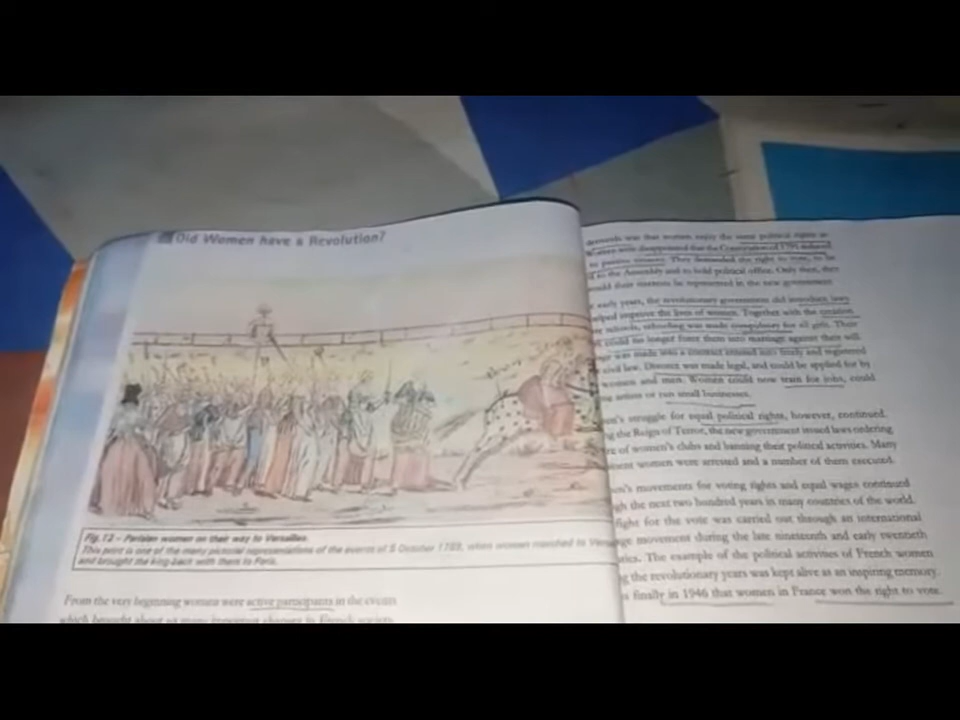 Did Women have a Revolution?
Fig.12 – Parisian women on their way to Versailles.
This print is one of the many pictorial representations of the events of 5 October 1789, when women marched to
and brought the king back with them to Paris.
From the very beginning women were active participants in the events
which brought about so many important changes in French society.
demands was that women enjoy the same political rights as
were disappointed that the Constitution of 1791 reduced
to passive citizens. They demanded the right to vote, to be
to the Assembly and to hold political office. Only then, they
would their interests be represented in the new government.
early years, the revolutionary government did introduce laws
helped improve the lives of women. Together with the creation
schools, schooling was made compulsory for all girls. Their
could no longer force them into marriage against their will.
was made into a contract entered into freely and registered
civil law. Divorce was made legal, and could be applied for by
women and men. Women could now train for jobs, could
artists or run small businesses.
struggle for equal political rights, however, continued.
the Reign of Terror, the new government issued laws ordering
of women's clubs and banning their political activities. Many
women were arrested and a number of them executed.
movements for voting rights and equal wages continued
the next two hundred years in many countries of the world.
fight for the vote was carried out through an international
movement during the late nineteenth and early twentieth
The example of the political activities of French women
the revolutionary years was kept alive as an inspiring memory.
finally in 1946 that women in France won the right to vote.